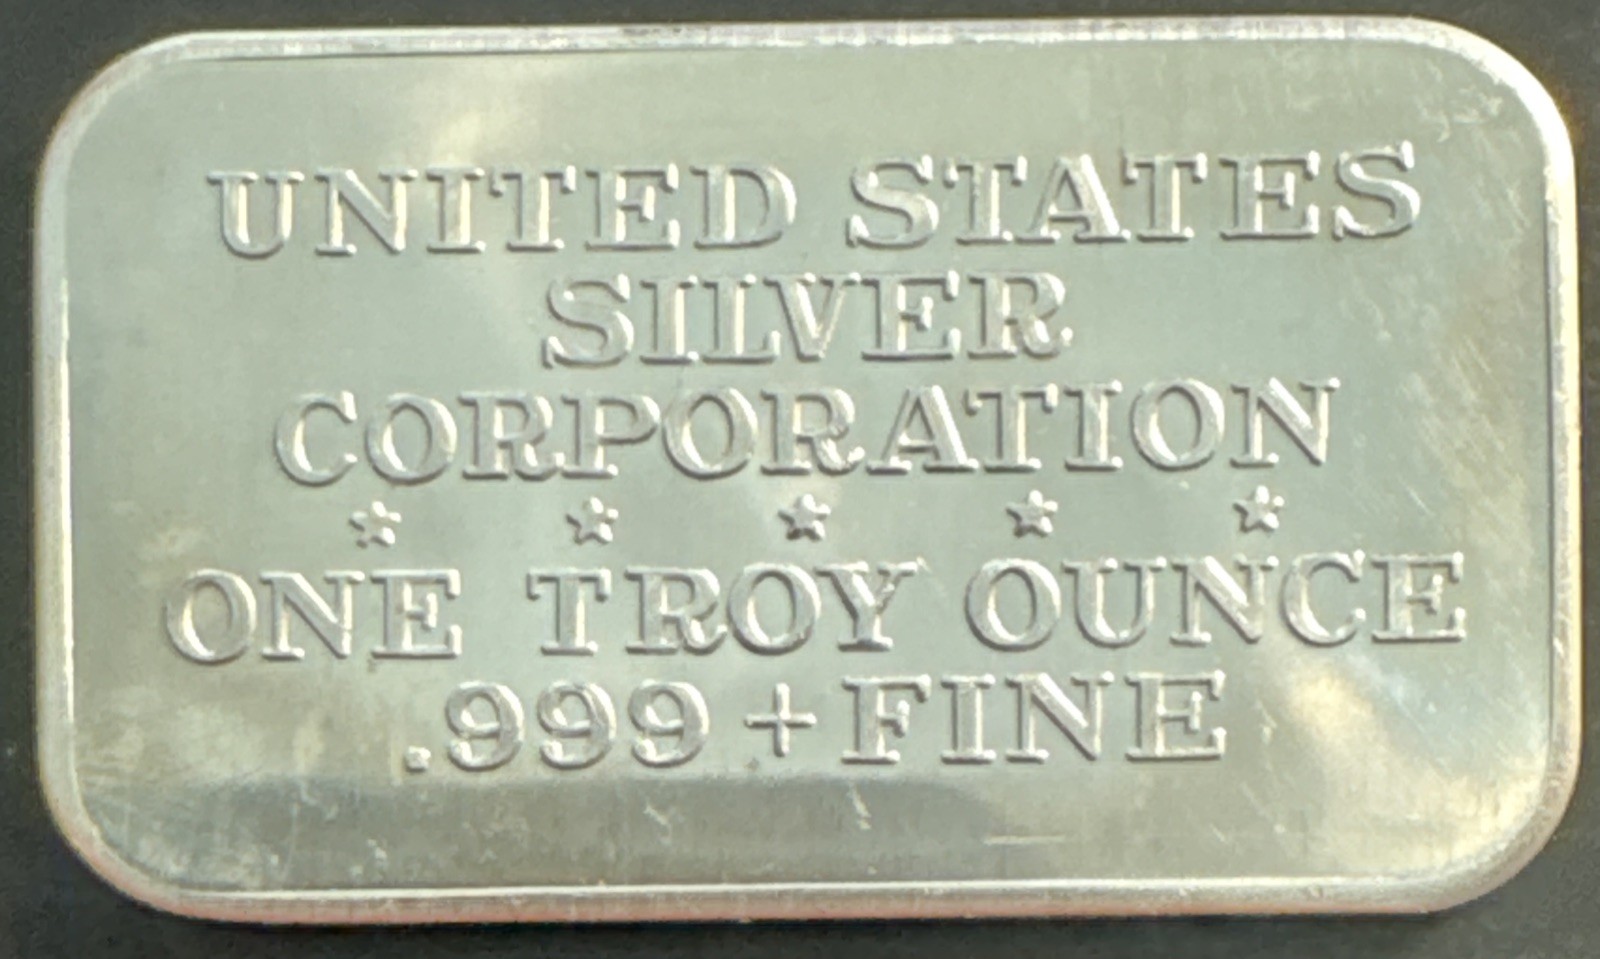 UNITED STATES
SILVER
CORPORATION
ONE TROY OUNCE
.999 + FINE